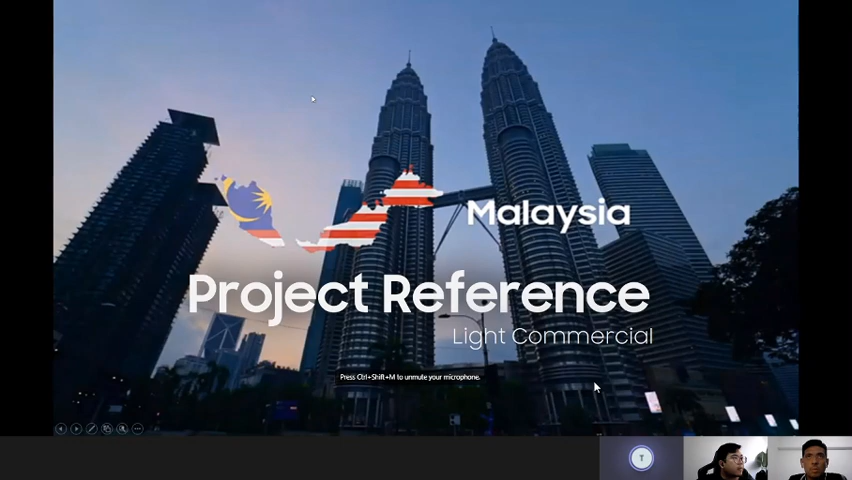 Malaysia
Project Reference
Light Commercial
Press Ctrl+Shift+M to unmute your microphone.
T